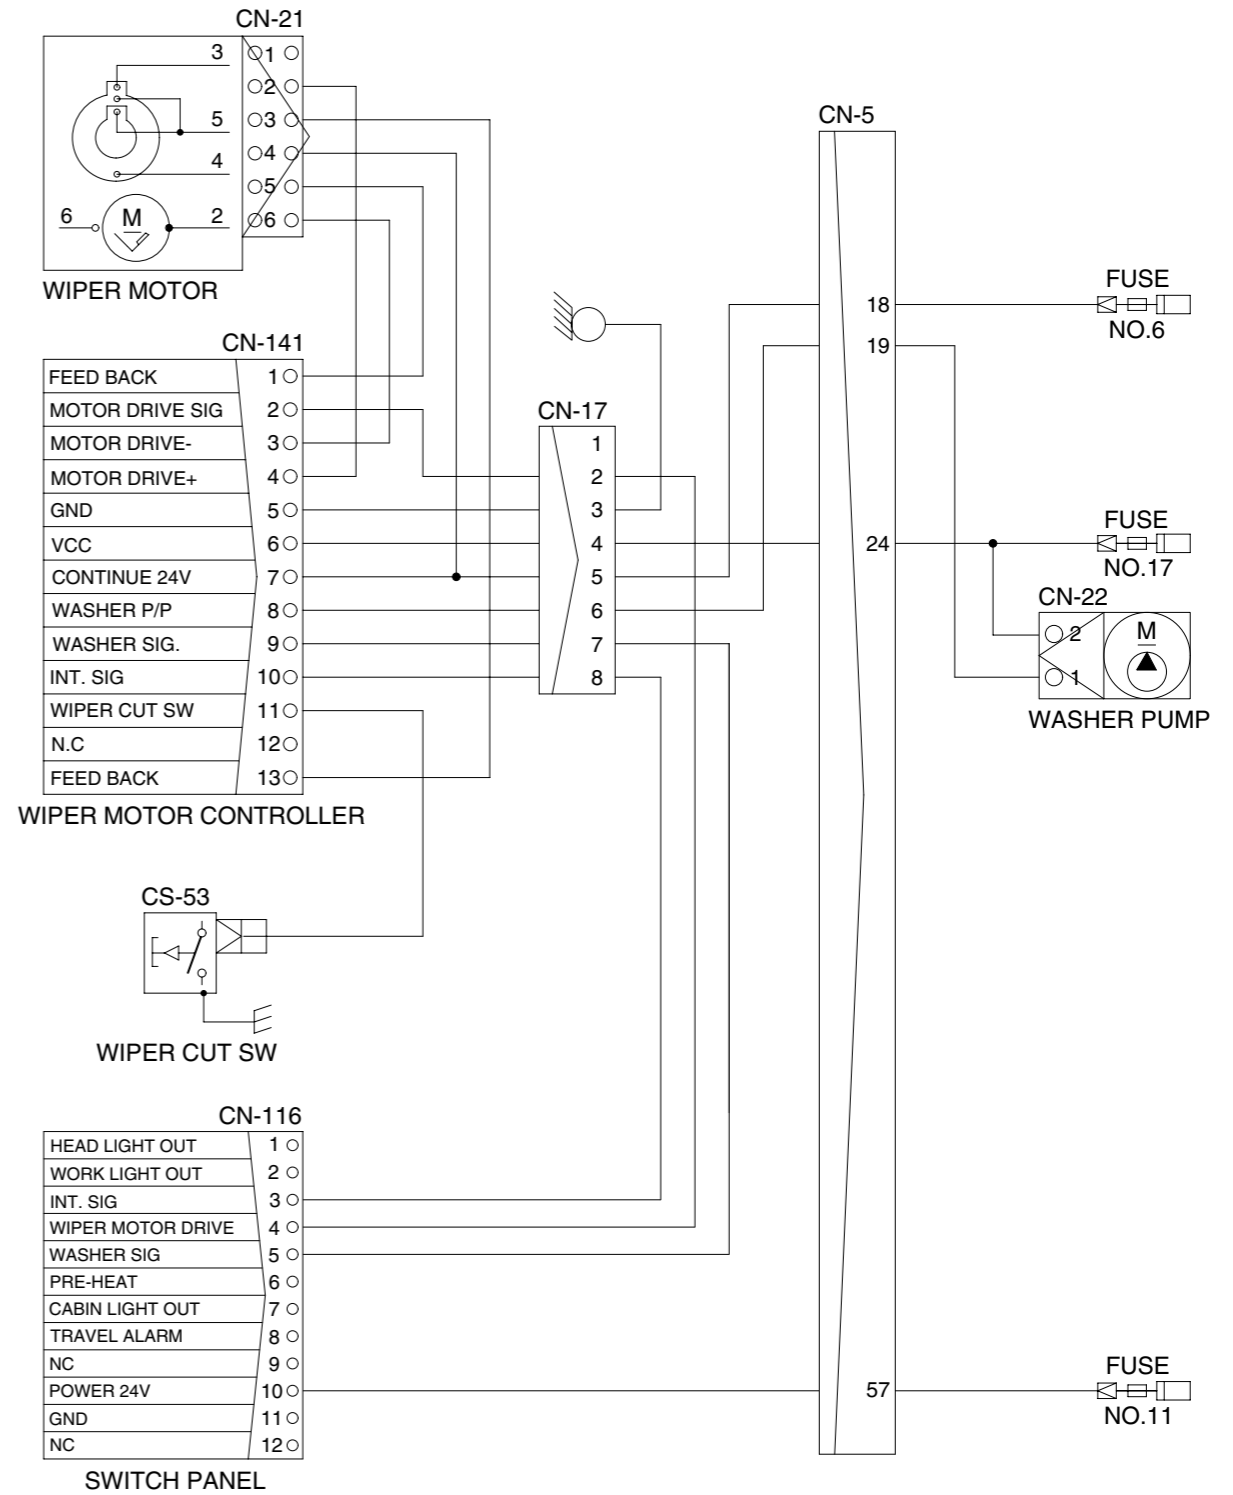 CN-21
3
5
4
6 M 2
1
2
3
4
5
6
WIPER MOTOR
CN-141
FEED BACK 1
MOTOR DRIVE SIG 2
MOTOR DRIVE- 3
MOTOR DRIVE+ 4
GND 5
VCC 6
CONTINUE 24V 7
WASHER P/P 8
WASHER SIG. 9
INT. SIG 10
WIPER CUT SW 11
N.C 12
FEED BACK 13
WIPER MOTOR CONTROLLER
CS-53
WIPER CUT SW
CN-116
HEAD LIGHT OUT 1
WORK LIGHT OUT 2
INT. SIG 3
WIPER MOTOR DRIVE 4
WASHER SIG 5
PRE-HEAT 6
CABIN LIGHT OUT 7
TRAVEL ALARM 8
NC 9
POWER 24V 10
GND 11
NC 12
SWITCH PANEL
CN-17
1
2
3
4
5
6
7
8
CN-5
18
19
24
57
FUSE
NO.6
FUSE
NO.17
CN-22
2
1
M
WASHER PUMP
FUSE
NO.11